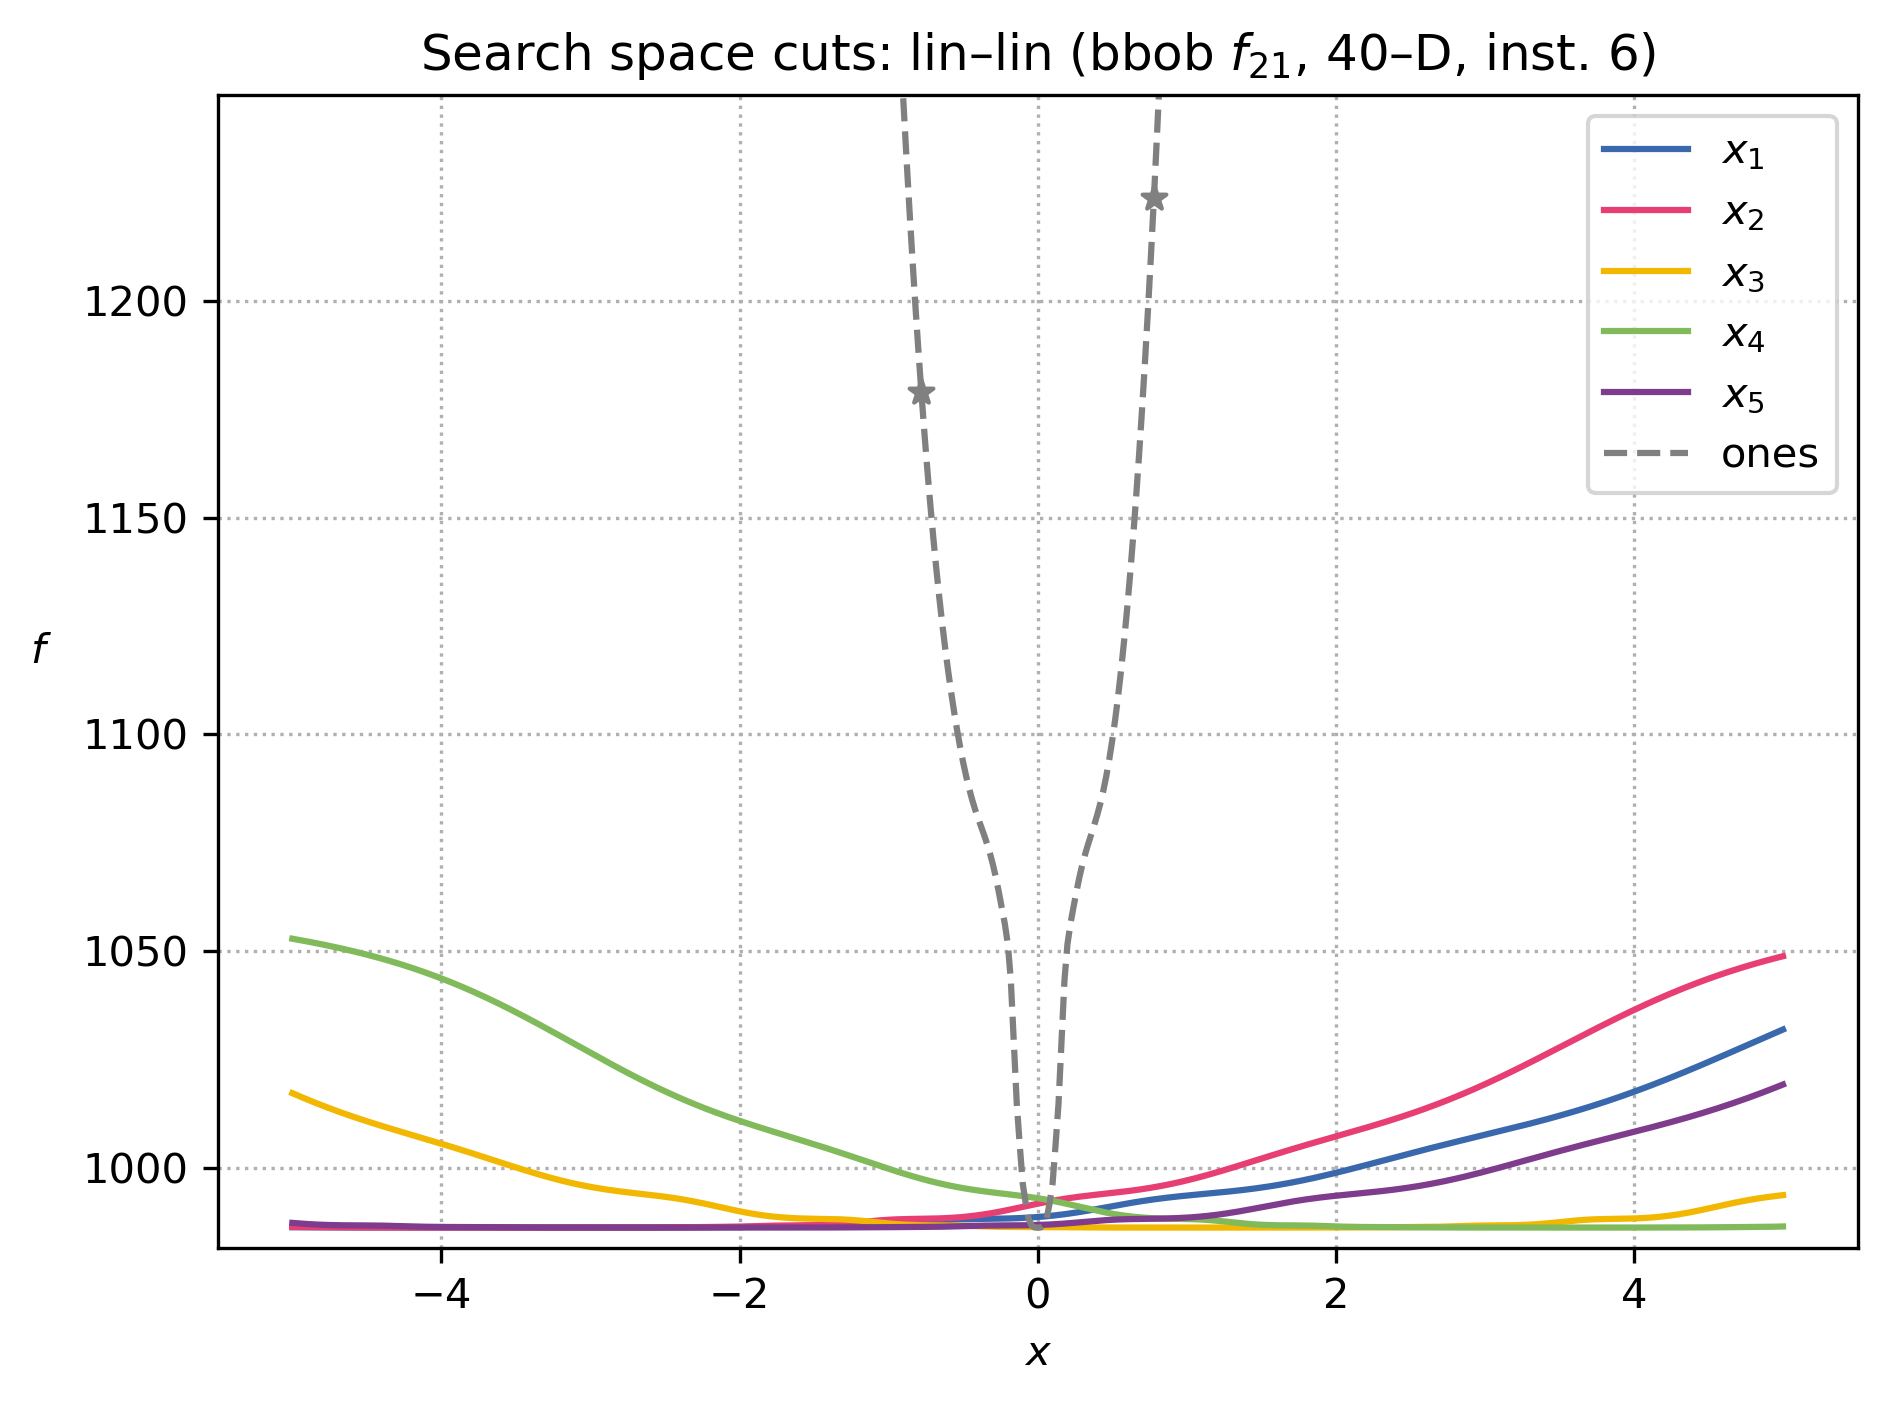 Search space cuts: lin–lin (bbob f21, 40–D, inst. 6)
x1
x2
x3
x4
x5
ones
1200
1150
1100
1050
1000
f
−4 −2 0 2 4
x